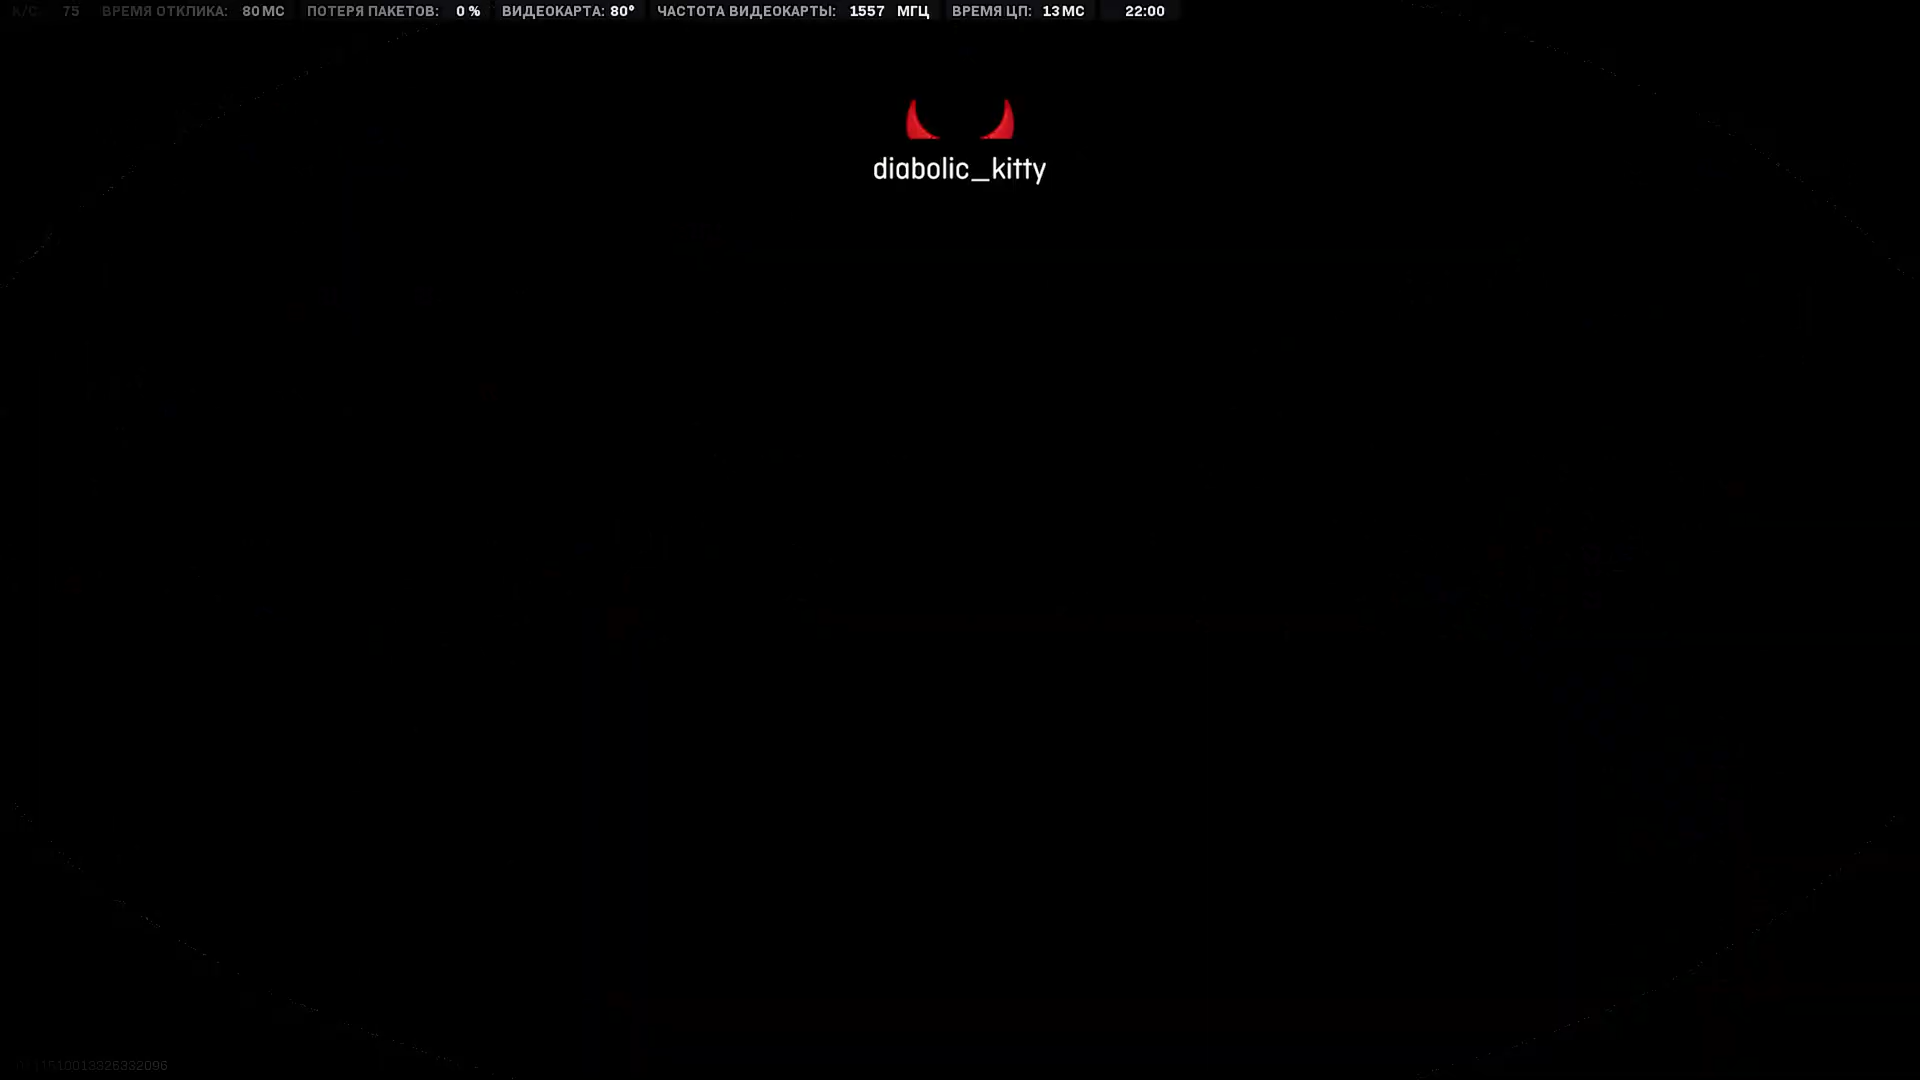 К/С: 75 ВРЕМЯ ОТКЛИКА: 80 МС ПОТЕРЯ ПАКЕТОВ: 0 % ВИДЕОКАРТА: 80° ЧАСТОТА ВИДЕОКАРТЫ: 1557 МГЦ ВРЕМЯ ЦП: 13 МС 22:00
diabolic_kitty